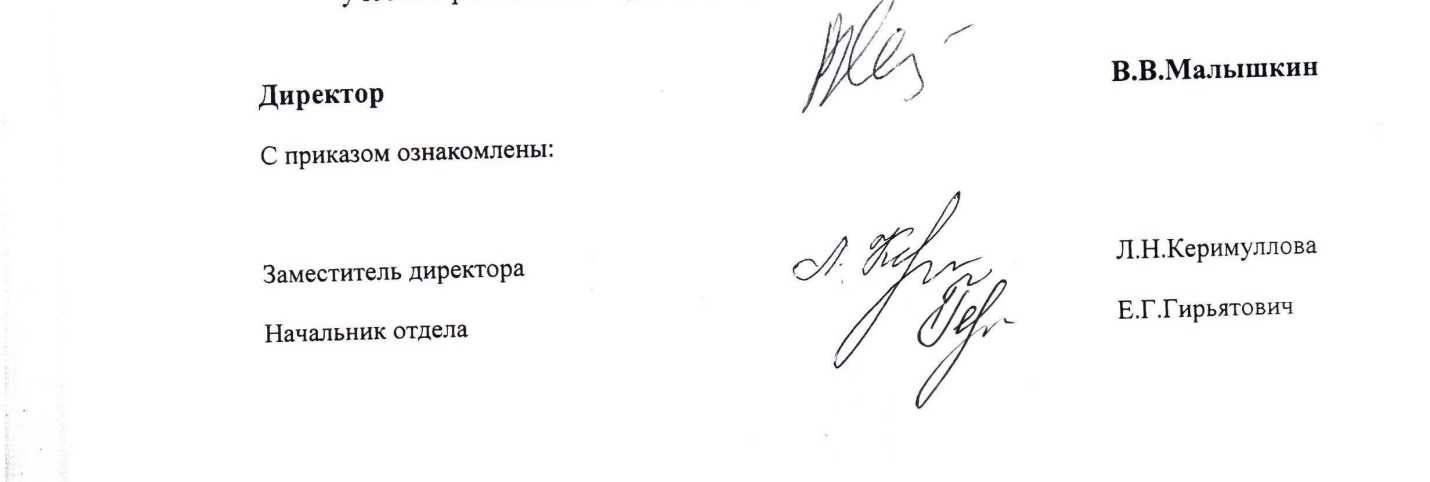 Директор В.В.Малышкин
С приказом ознакомлены:
Заместитель директора Л.Н.Керимуллова
Начальник отдела Е.Г.Гирьятович